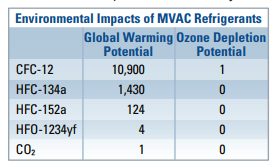 Environmental Impacts of MVAC Refrigerants
Global Warming Potential Ozone Depletion Potential
CFC-12 10,900 1
HFC-134a 1,430 0
HFC-152a 124 0
HFO-1234yf 4 0
CO₂ 1 0